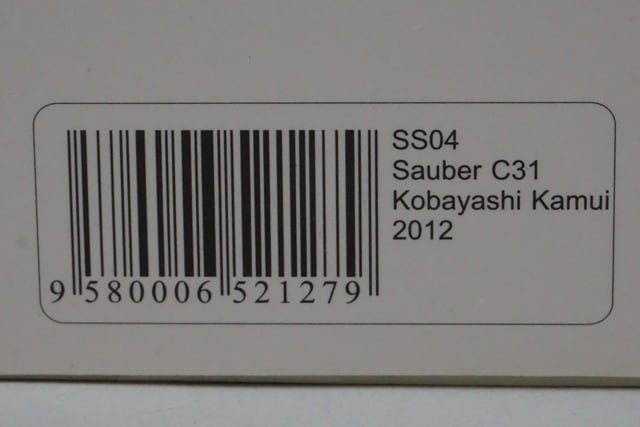 SS04
Sauber C31
Kobayashi Kamui
2012
9 580006 521279